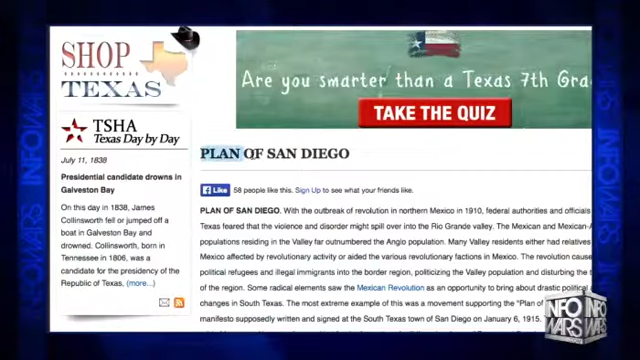 SHOP
TEXAS
Are you smarter than a Texas 7th Gra
TAKE THE QUIZ
TSHA
Texas Day by Day
July 11, 1838
Presidential candidate drowns in
Galveston Bay
On this day in 1838, James
Collinsworth fell or jumped off a
boat in Galveston Bay and
drowned. Collinsworth, born in
Tennessee in 1806, was a
candidate for the presidency of the
Republic of Texas, (more...)
PLAN OF SAN DIEGO
Like
58 people like this. Sign Up to see what your friends like.
PLAN OF SAN DIEGO. With the outbreak of revolution in northern Mexico in 1910, federal authorities and officials
Texas feared that the violence and disorder might spill over into the Rio Grande valley. The Mexican and Mexican-A
populations residing in the Valley far outnumbered the Anglo population. Many Valley residents either had relatives
Mexico affected by revolutionary activity or aided the various revolutionary factions in Mexico. The revolution cause
political refugees and illegal immigrants into the border region, politicizing the Valley population and disturbing the
of the region. Some radical elements saw the Mexican Revolution as an opportunity to bring about drastic political a
changes in South Texas. The most extreme example of this was a movement supporting the "Plan of
manifesto supposedly written and signed at the South Texas town of San Diego on January 6, 1915.
INFO
WARS
INFO
WARS
INFOWARS
INFOWARS